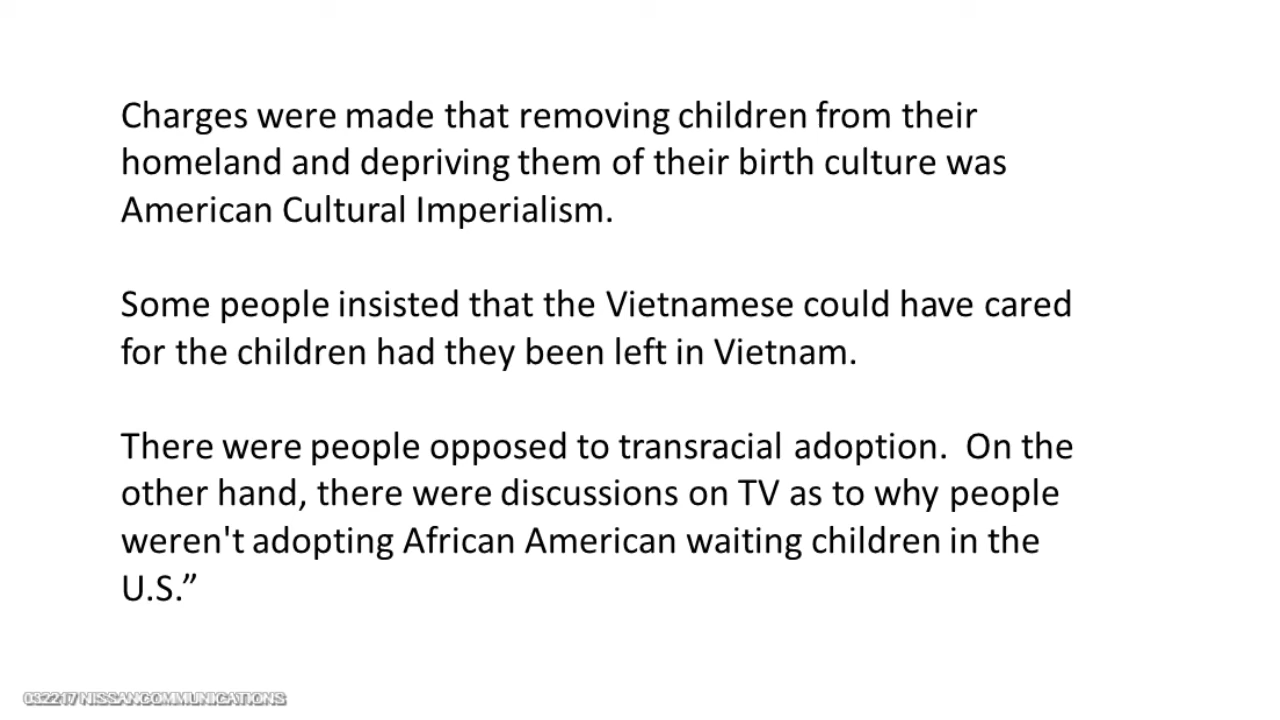 Charges were made that removing children from their
homeland and depriving them of their birth culture was
American Cultural Imperialism.
Some people insisted that the Vietnamese could have cared
for the children had they been left in Vietnam.
There were people opposed to transracial adoption.  On the
other hand, there were discussions on TV as to why people
weren't adopting African American waiting children in the
U.S.”
032217 NISSANCOMMUNICATIONS